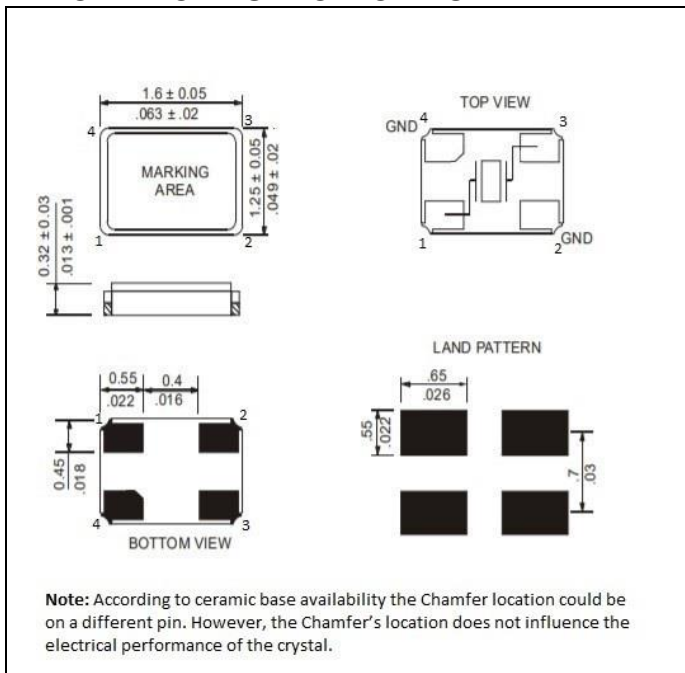 1.6 ± 0.05
.063 ± .02
4
3
MARKING
AREA
1.25 ± 0.05
.049 ± .02
1
2
0.32 ± 0.03
.013 ± .001
TOP VIEW
GND 4
3
1
2 GND
0.55 0.4
.022 .016
1
2
0.45
.018
4
3
BOTTOM VIEW
LAND PATTERN
.65
.026
.55
.022
.7
.03
Note: According to ceramic base availability the Chamfer location could be
on a different pin. However, the Chamfer's location does not influence the
electrical performance of the crystal.